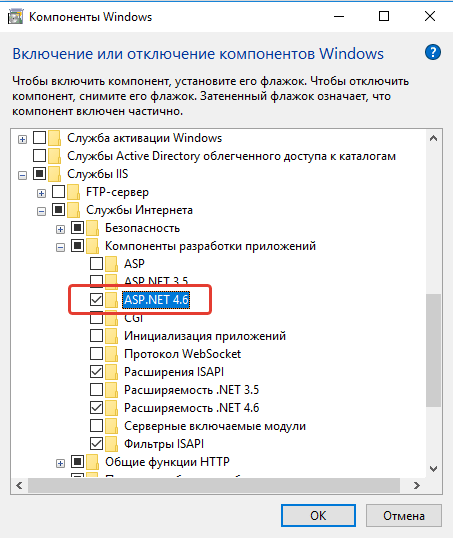 Компоненты Windows
Включение или отключение компонентов Windows
?
Чтобы включить компонент, установите его флажок. Чтобы отключить
компонент, снимите его флажок. Затененный флажок означает, что
компонент включен частично.
Служба активации Windows
Службы Active Directory облегченного доступа к каталогам
Службы IIS
FTP-сервер
Службы Интернета
Безопасность
Компоненты разработки приложений
ASP
ASP.NET 3.5
ASP.NET 4.6
CGI
Инициализация приложений
Протокол WebSocket
Расширения ISAPI
Расширяемость .NET 3.5
Расширяемость .NET 4.6
Серверные включаемые модули
Фильтры ISAPI
Общие функции HTTP
ОК
Отмена